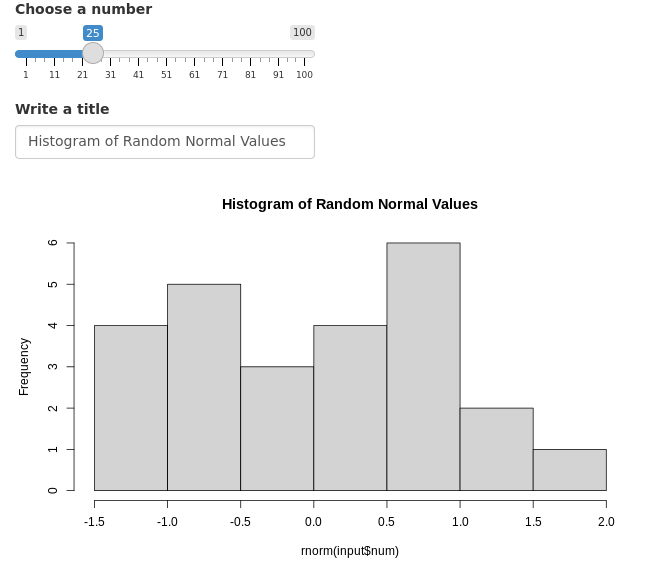 Choose a number
1 25 100
1 11 21 31 41 51 61 71 81 91 100
Write a title
Histogram of Random Normal Values
Histogram of Random Normal Values
6
5
4
3
2
1
0
Frequency
-1.5 -1.0 -0.5 0.0 0.5 1.0 1.5 2.0
rnorm(input$num)